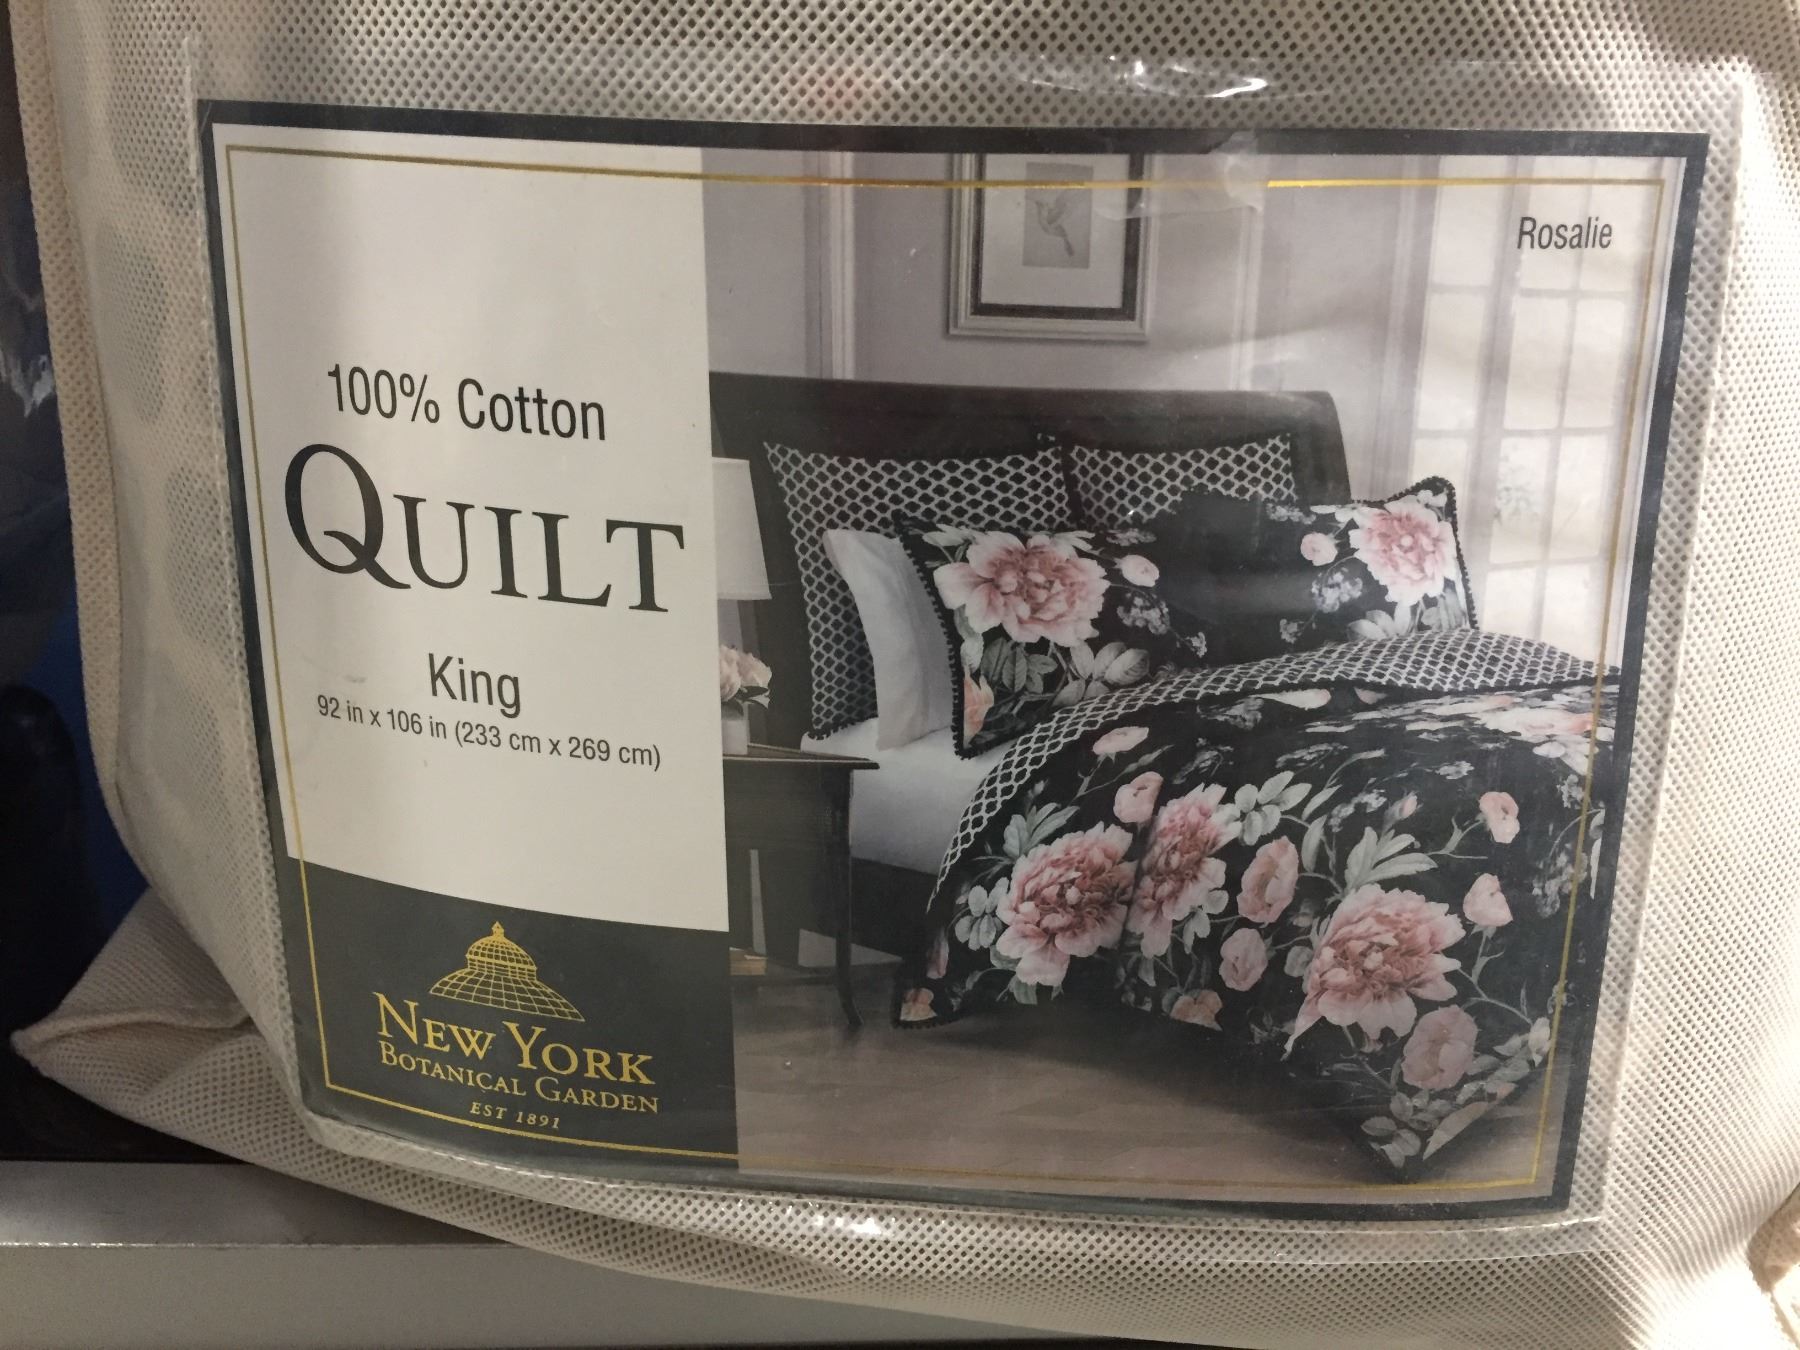 Rosalie
100% Cotton
QUILT
King
92 in x 106 in (233 cm x 269 cm)
NEW YORK
BOTANICAL GARDEN
EST 1891